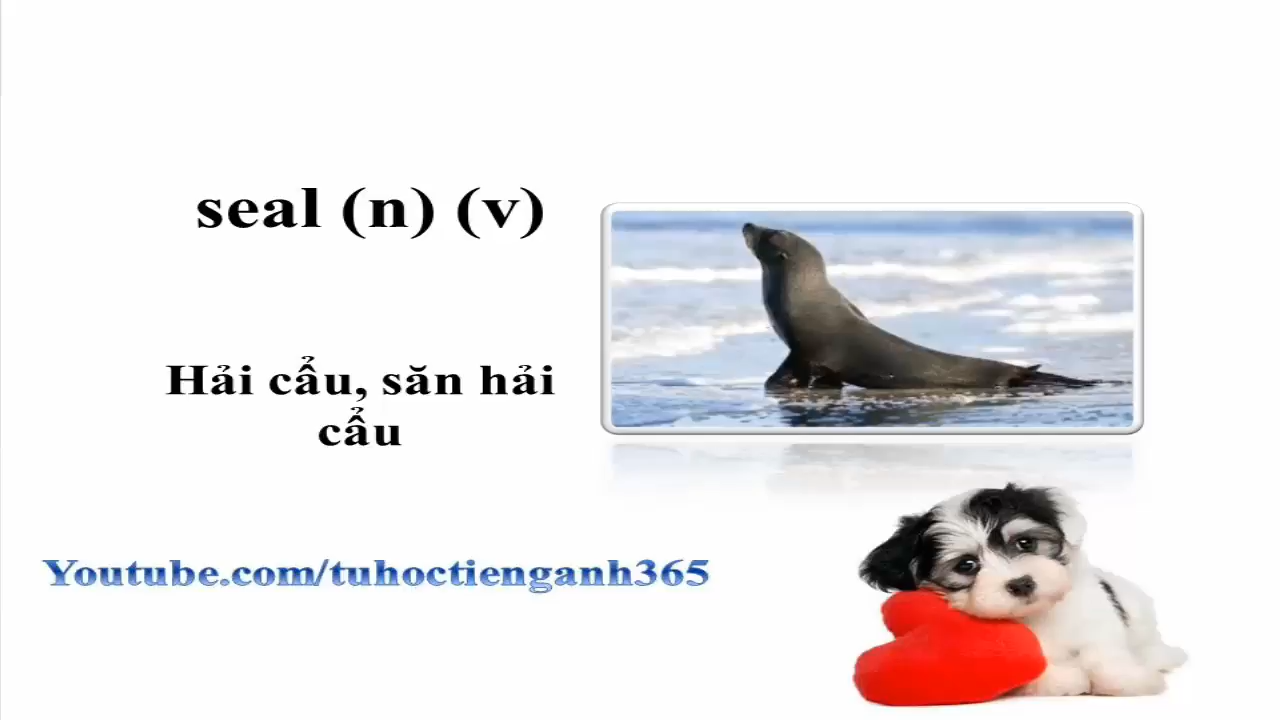 seal (n) (v)
Hải cẩu, săn hải
cẩu
Youtube.com/tuhoctienganh365